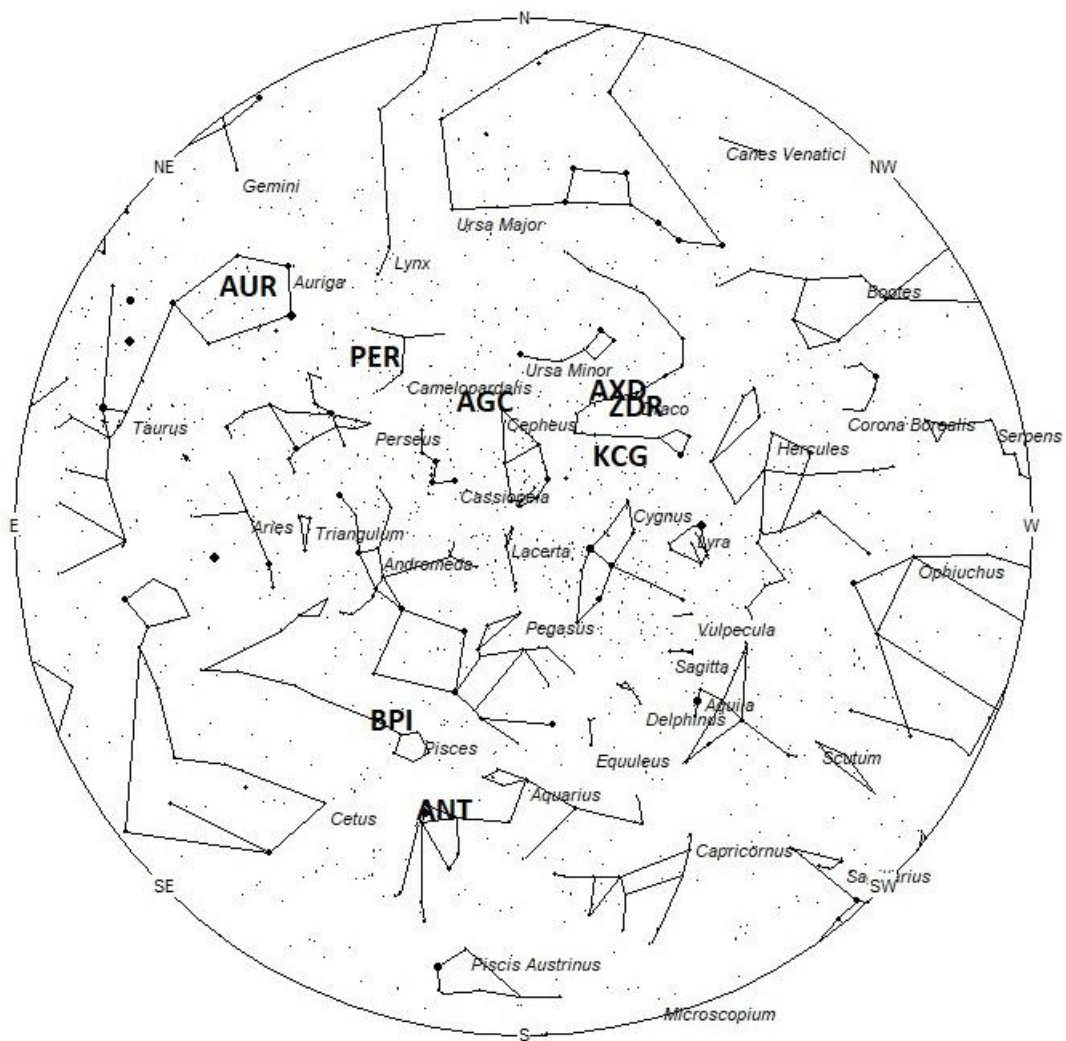 N
Canes Venatici
NE
NW
Gemini
Ursa Major
Lynx
AUR
Auriga
Bootes
PER
Ursa Minor
Camelopardalis
AXD
AGC
ZDR
Draco
Taurus
Perseus
Cepheus
Corona Borealis
Serpens
KCG
Hercules
Cassiopeia
E
Aries
Triangulum
Cygnus
W
Andromeda
Lacerta
Lyra
Ophiuchus
Pegasus
Vulpecula
Sagitta
BPI
Pisces
Delphinus
Aquila
Equuleus
Scutum
ANT
Aquarius
Cetus
Capricornus
SE
SW
Piscis Austrinus
Microscopium
S